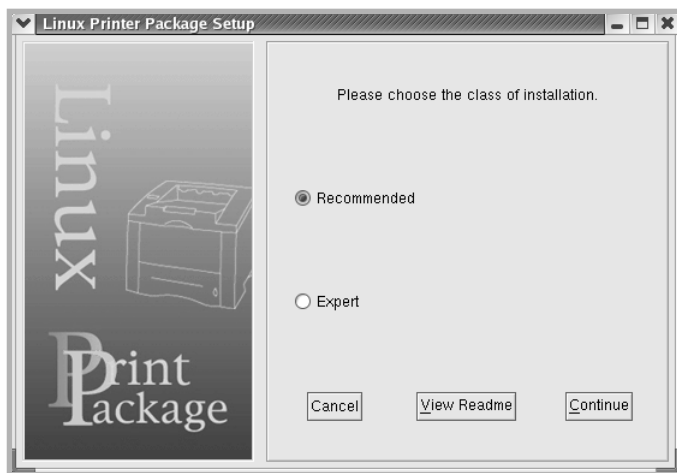 Linux Printer Package Setup
Linux
Print
Package
Please choose the class of installation.
Recommended
Expert
Cancel
View Readme
Continue